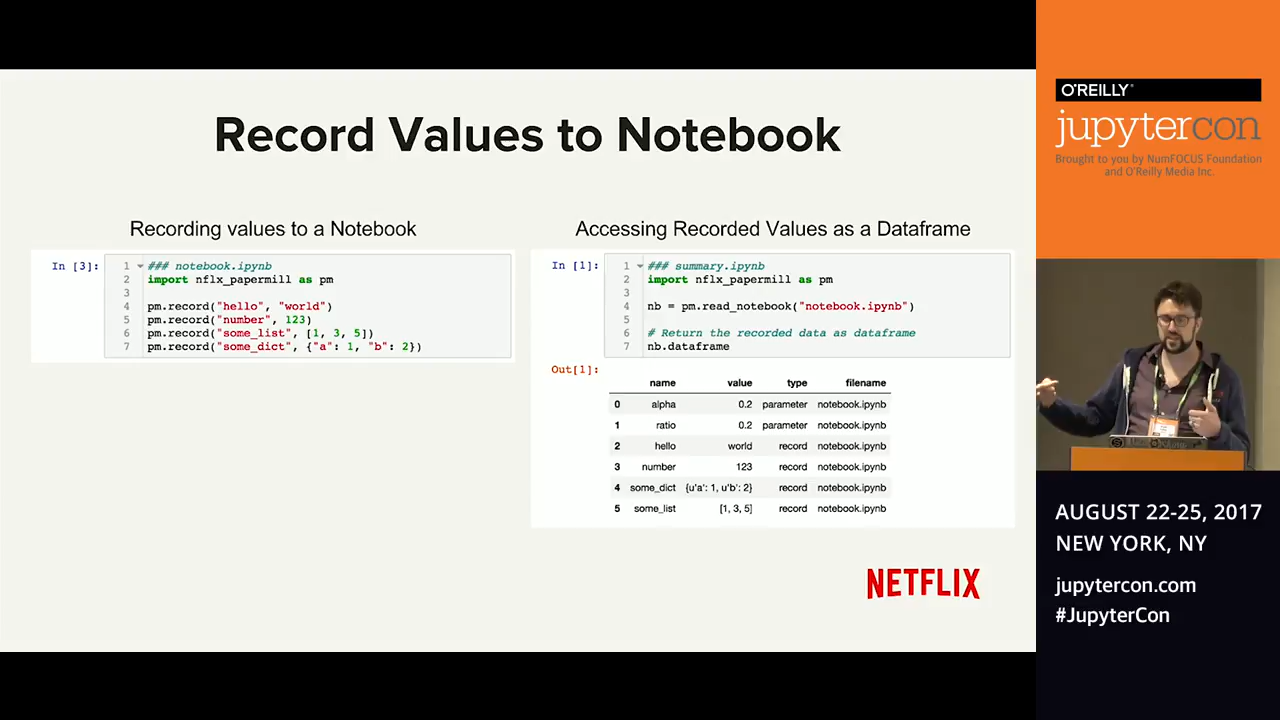 Record Values to Notebook
Recording values to a Notebook
In [3]:
1 ### notebook.ipynb
2 import nflx_papermill as pm
3
4 pm.record("hello", "world")
5 pm.record("number", 123)
6 pm.record("some_list", [1, 3, 5])
7 pm.record("some_dict", {"a": 1, "b": 2})
Accessing Recorded Values as a Dataframe
In [1]:
1 ### summary.ipynb
2 import nflx_papermill as pm
3
4 nb = pm.read_notebook("notebook.ipynb")
5
6 # Return the recorded data as dataframe
7 nb.dataframe
Out[1]:
name value type filename
0 alpha 0.2 parameter notebook.ipynb
1 ratio 0.2 parameter notebook.ipynb
2 hello world record notebook.ipynb
3 number 123 record notebook.ipynb
4 some_dict {u'a': 1, u'b': 2} record notebook.ipynb
5 some_list [1, 3, 5] record notebook.ipynb
NETFLIX
O'REILLY®
jupytercon
Brought to you by NumFOCUS Foundation
and O'Reilly Media Inc.
AUGUST 22-25, 2017
NEW YORK, NY
jupytercon.com
#JupyterCon